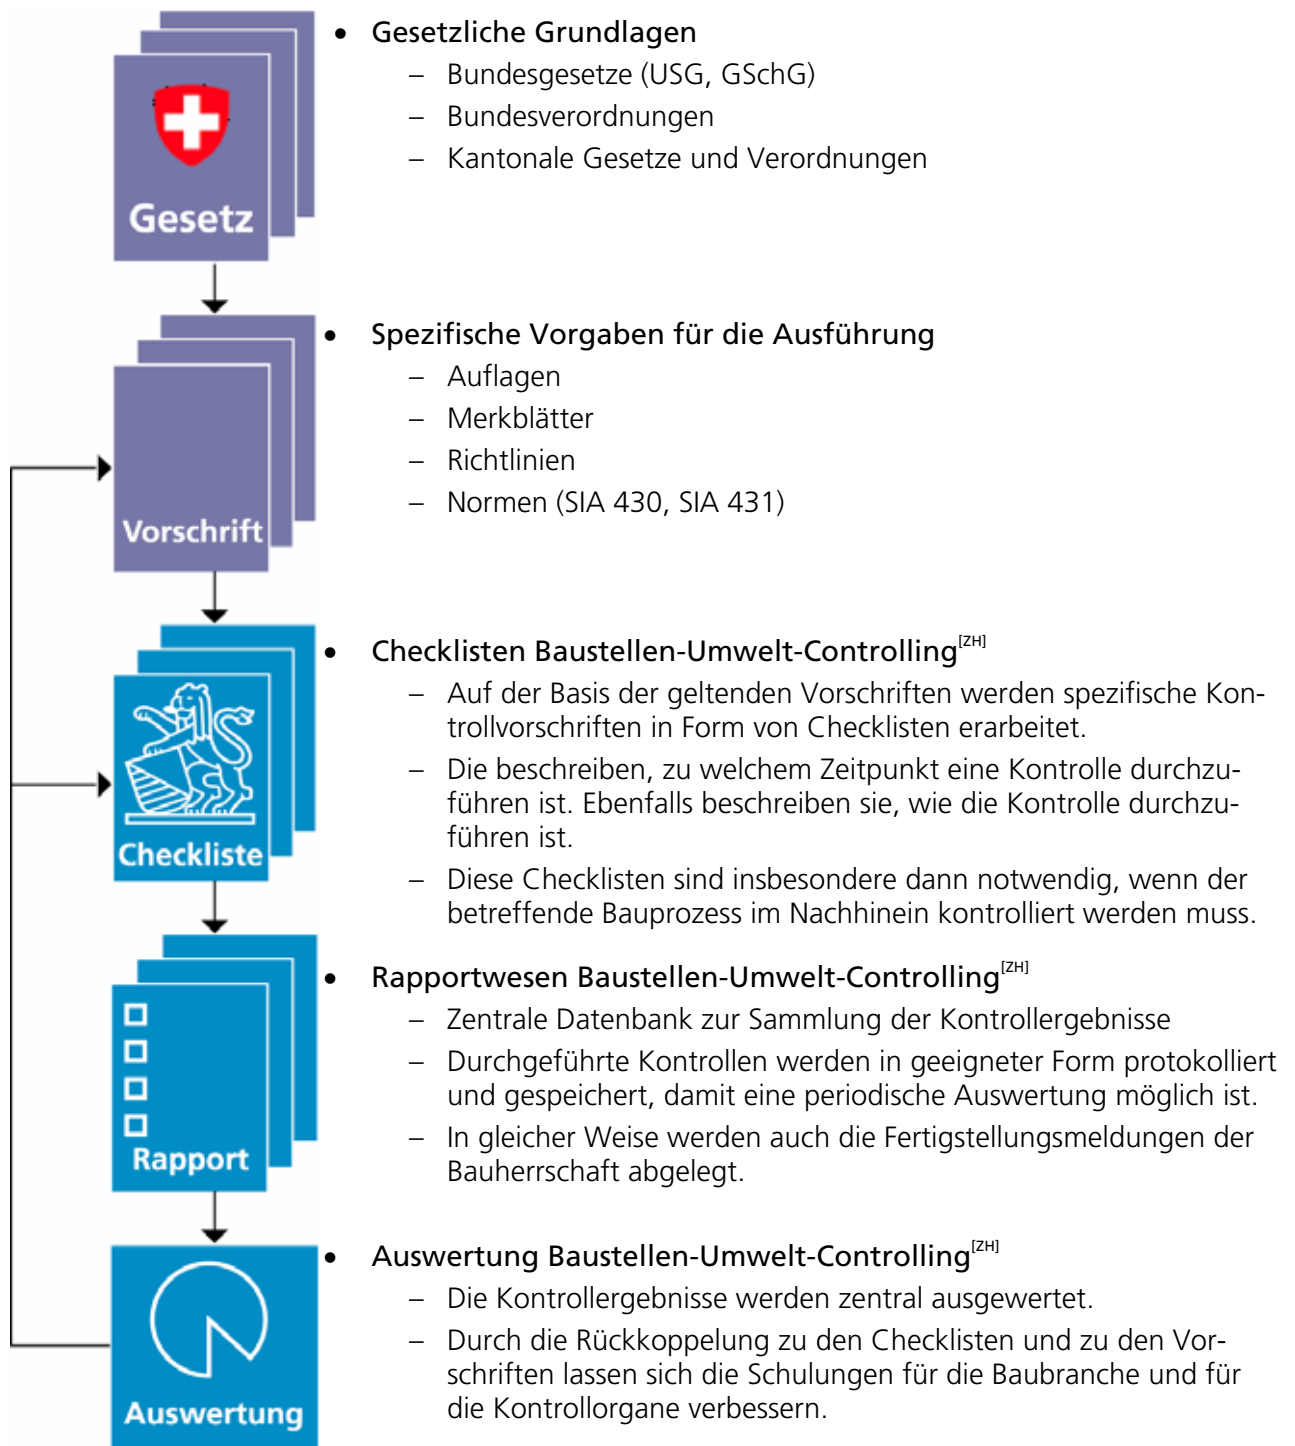 Gesetz
• Gesetzliche Grundlagen
– Bundesgesetze (USG, GSchG)
– Bundesverordnungen
– Kantonale Gesetze und Verordnungen
Vorschrift
• Spezifische Vorgaben für die Ausführung
– Auflagen
– Merkblätter
– Richtlinien
– Normen (SIA 430, SIA 431)
Checkliste
• Checklisten Baustellen-Umwelt-Controlling[ZH]
– Auf der Basis der geltenden Vorschriften werden spezifische Kon-
trollvorschriften in Form von Checklisten erarbeitet.
– Die beschreiben, zu welchem Zeitpunkt eine Kontrolle durchzu-
führen ist. Ebenfalls beschreiben sie, wie die Kontrolle durchzu-
führen ist.
– Diese Checklisten sind insbesondere dann notwendig, wenn der
betreffende Bauprozess im Nachhinein kontrolliert werden muss.
Rapport
• Rapportwesen Baustellen-Umwelt-Controlling[ZH]
– Zentrale Datenbank zur Sammlung der Kontrollergebnisse
– Durchgeführte Kontrollen werden in geeigneter Form protokolliert
und gespeichert, damit eine periodische Auswertung möglich ist.
– In gleicher Weise werden auch die Fertigstellungsmeldungen der
Bauherrschaft abgelegt.
Auswertung
• Auswertung Baustellen-Umwelt-Controlling[ZH]
– Die Kontrollergebnisse werden zentral ausgewertet.
– Durch die Rückkoppelung zu den Checklisten und zu den Vor-
schriften lassen sich die Schulungen für die Baubranche und für
die Kontrollorgane verbessern.